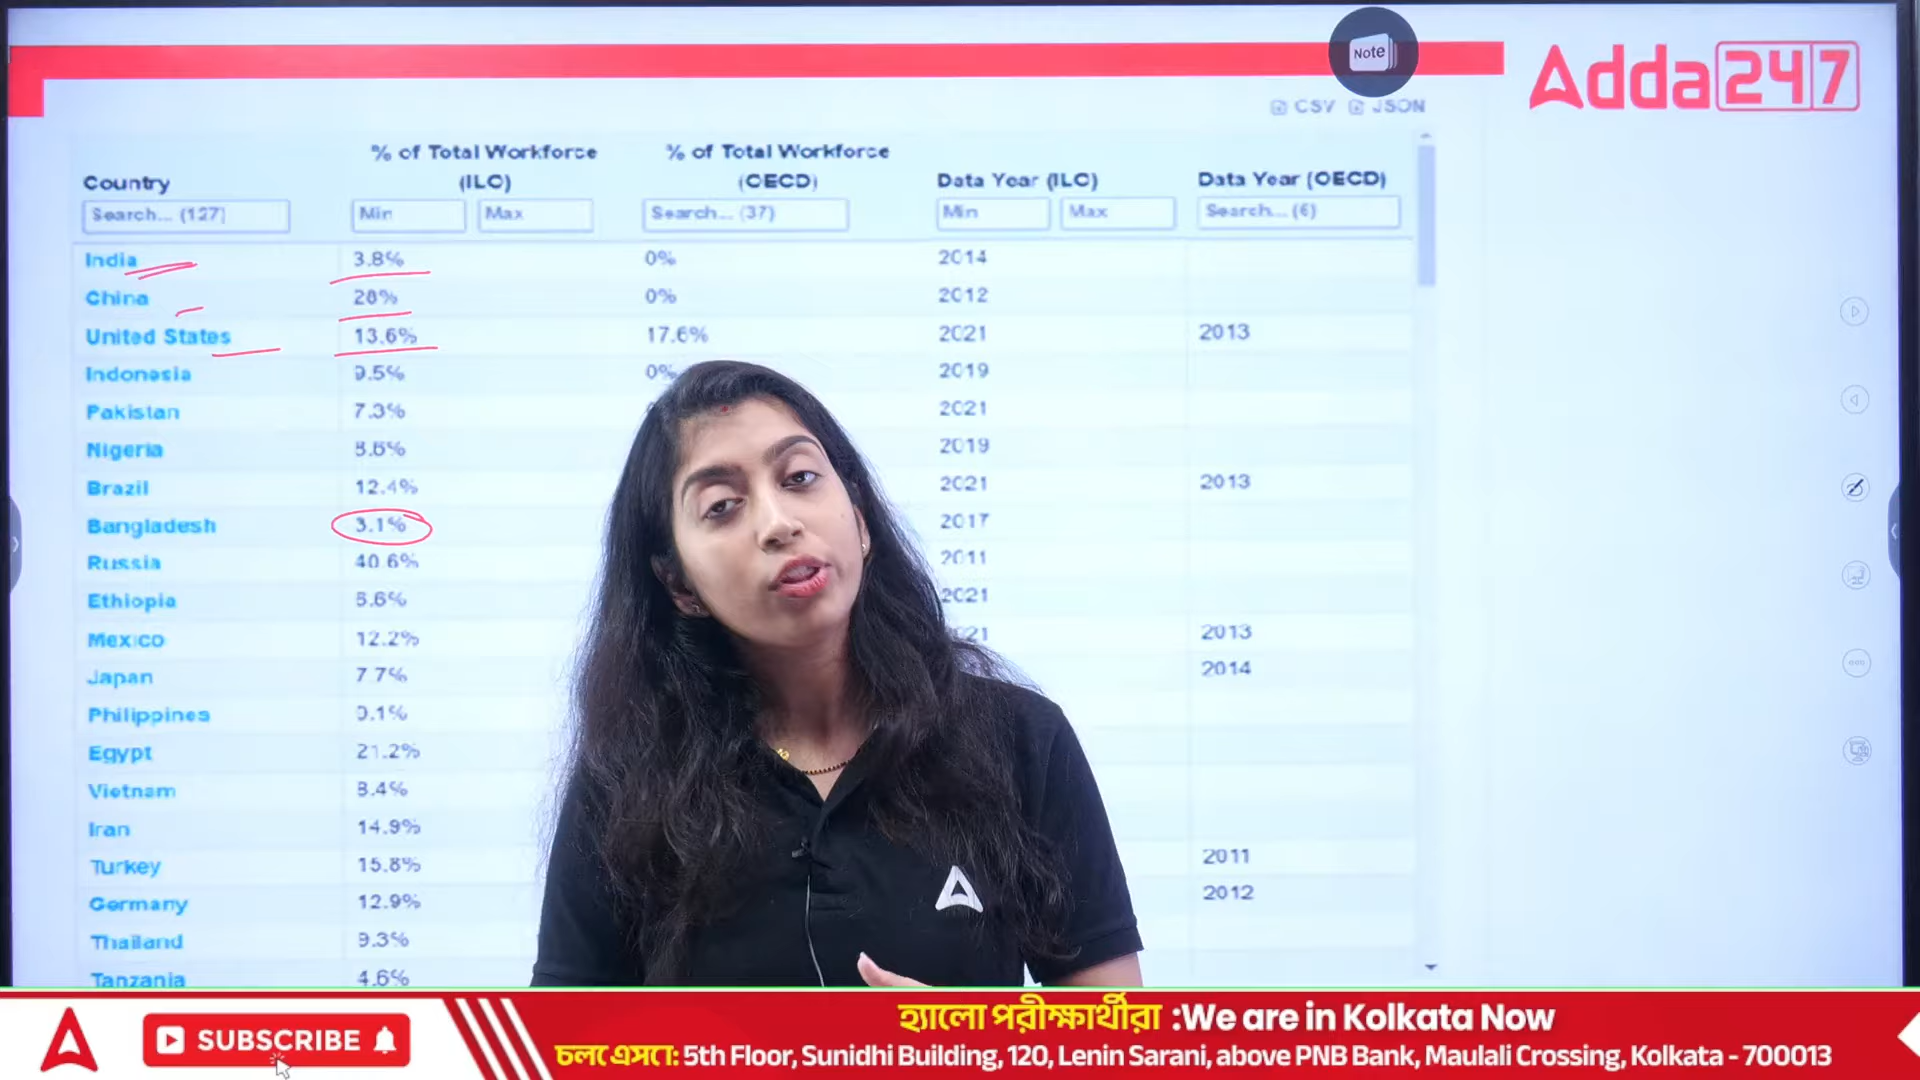 Note
Adda247
CSV JSON
Country
% of Total Workforce (ILO)
% of Total Workforce (OECD)
Data Year (ILO)
Data Year (OECD)
Search... (127)
Min
Max
Search... (37)
Min
Max
Search... (6)
India 3.8% 0% 2014
China 28% 0% 2012
United States 13.6% 17.6% 2021 2013
Indonesia 9.5% 0% 2019
Pakistan 7.3% 2021
Nigeria 2019
Brazil 12.4% 2021 2013
Bangladesh 3.1% 2017
Russia 40.6% 2011
Ethiopia 2021
Mexico 12.2% 21 2013
Japan 7.7% 2014
Philippines 9.1%
Egypt 21.2%
Vietnam
Iran 14.9%
Turkey 15.8% 2011
Germany 12.9% 2012
Thailand 9.3%
Tanzania 4.6%
SUBSCRIBE
হ্যালো পরীক্ষার্থীরা :We are in Kolkata Now
5th Floor, Sunidhi Building, 120, Lenin Sarani, above PNB Bank, Maulali Crossing, Kolkata - 700013